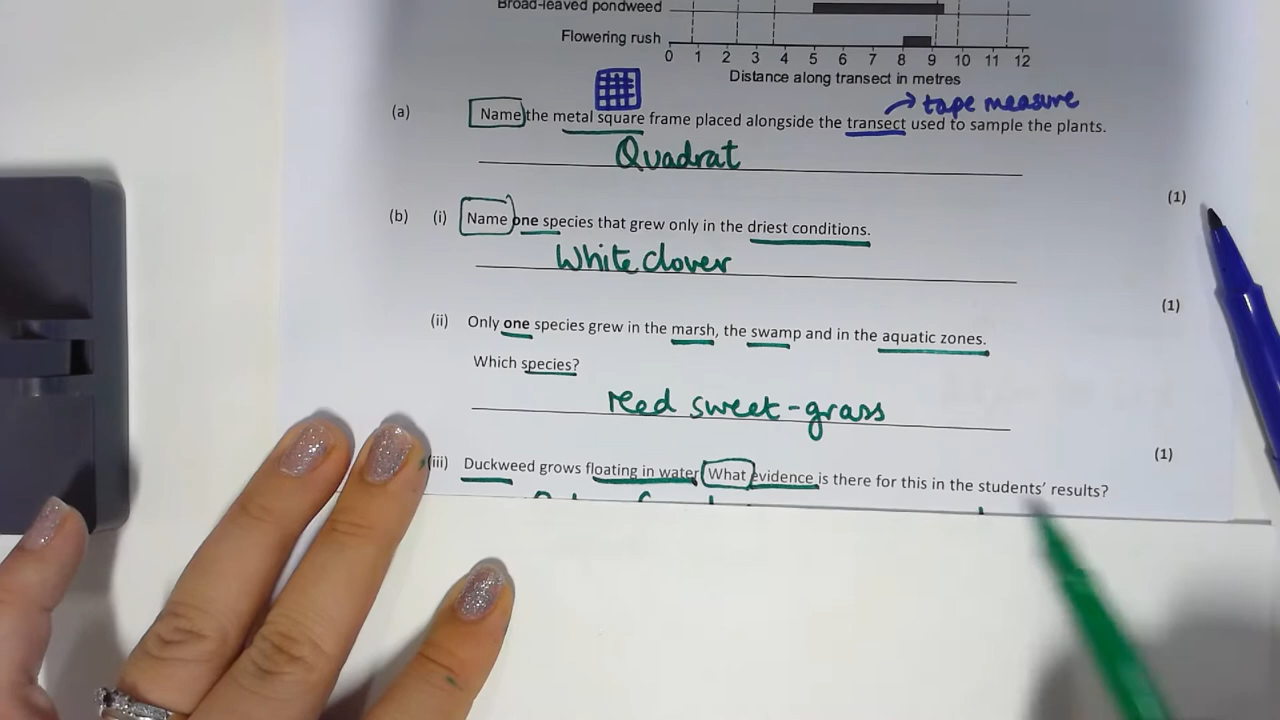 Broad-leaved pondweed
Flowering rush
0 1 2 3 4 5 6 7 8 9 10 11 12
Distance along transect in metres
→ tape measure
(a) Name the metal square frame placed alongside the transect used to sample the plants.
Quadrat
(1)
(b) (i) Name one species that grew only in the driest conditions.
White clover
(1)
(ii) Only one species grew in the marsh, the swamp and in the aquatic zones.
Which species?
reed sweet-grass
(1)
(iii) Duckweed grows floating in water. What evidence is there for this in the students' results?